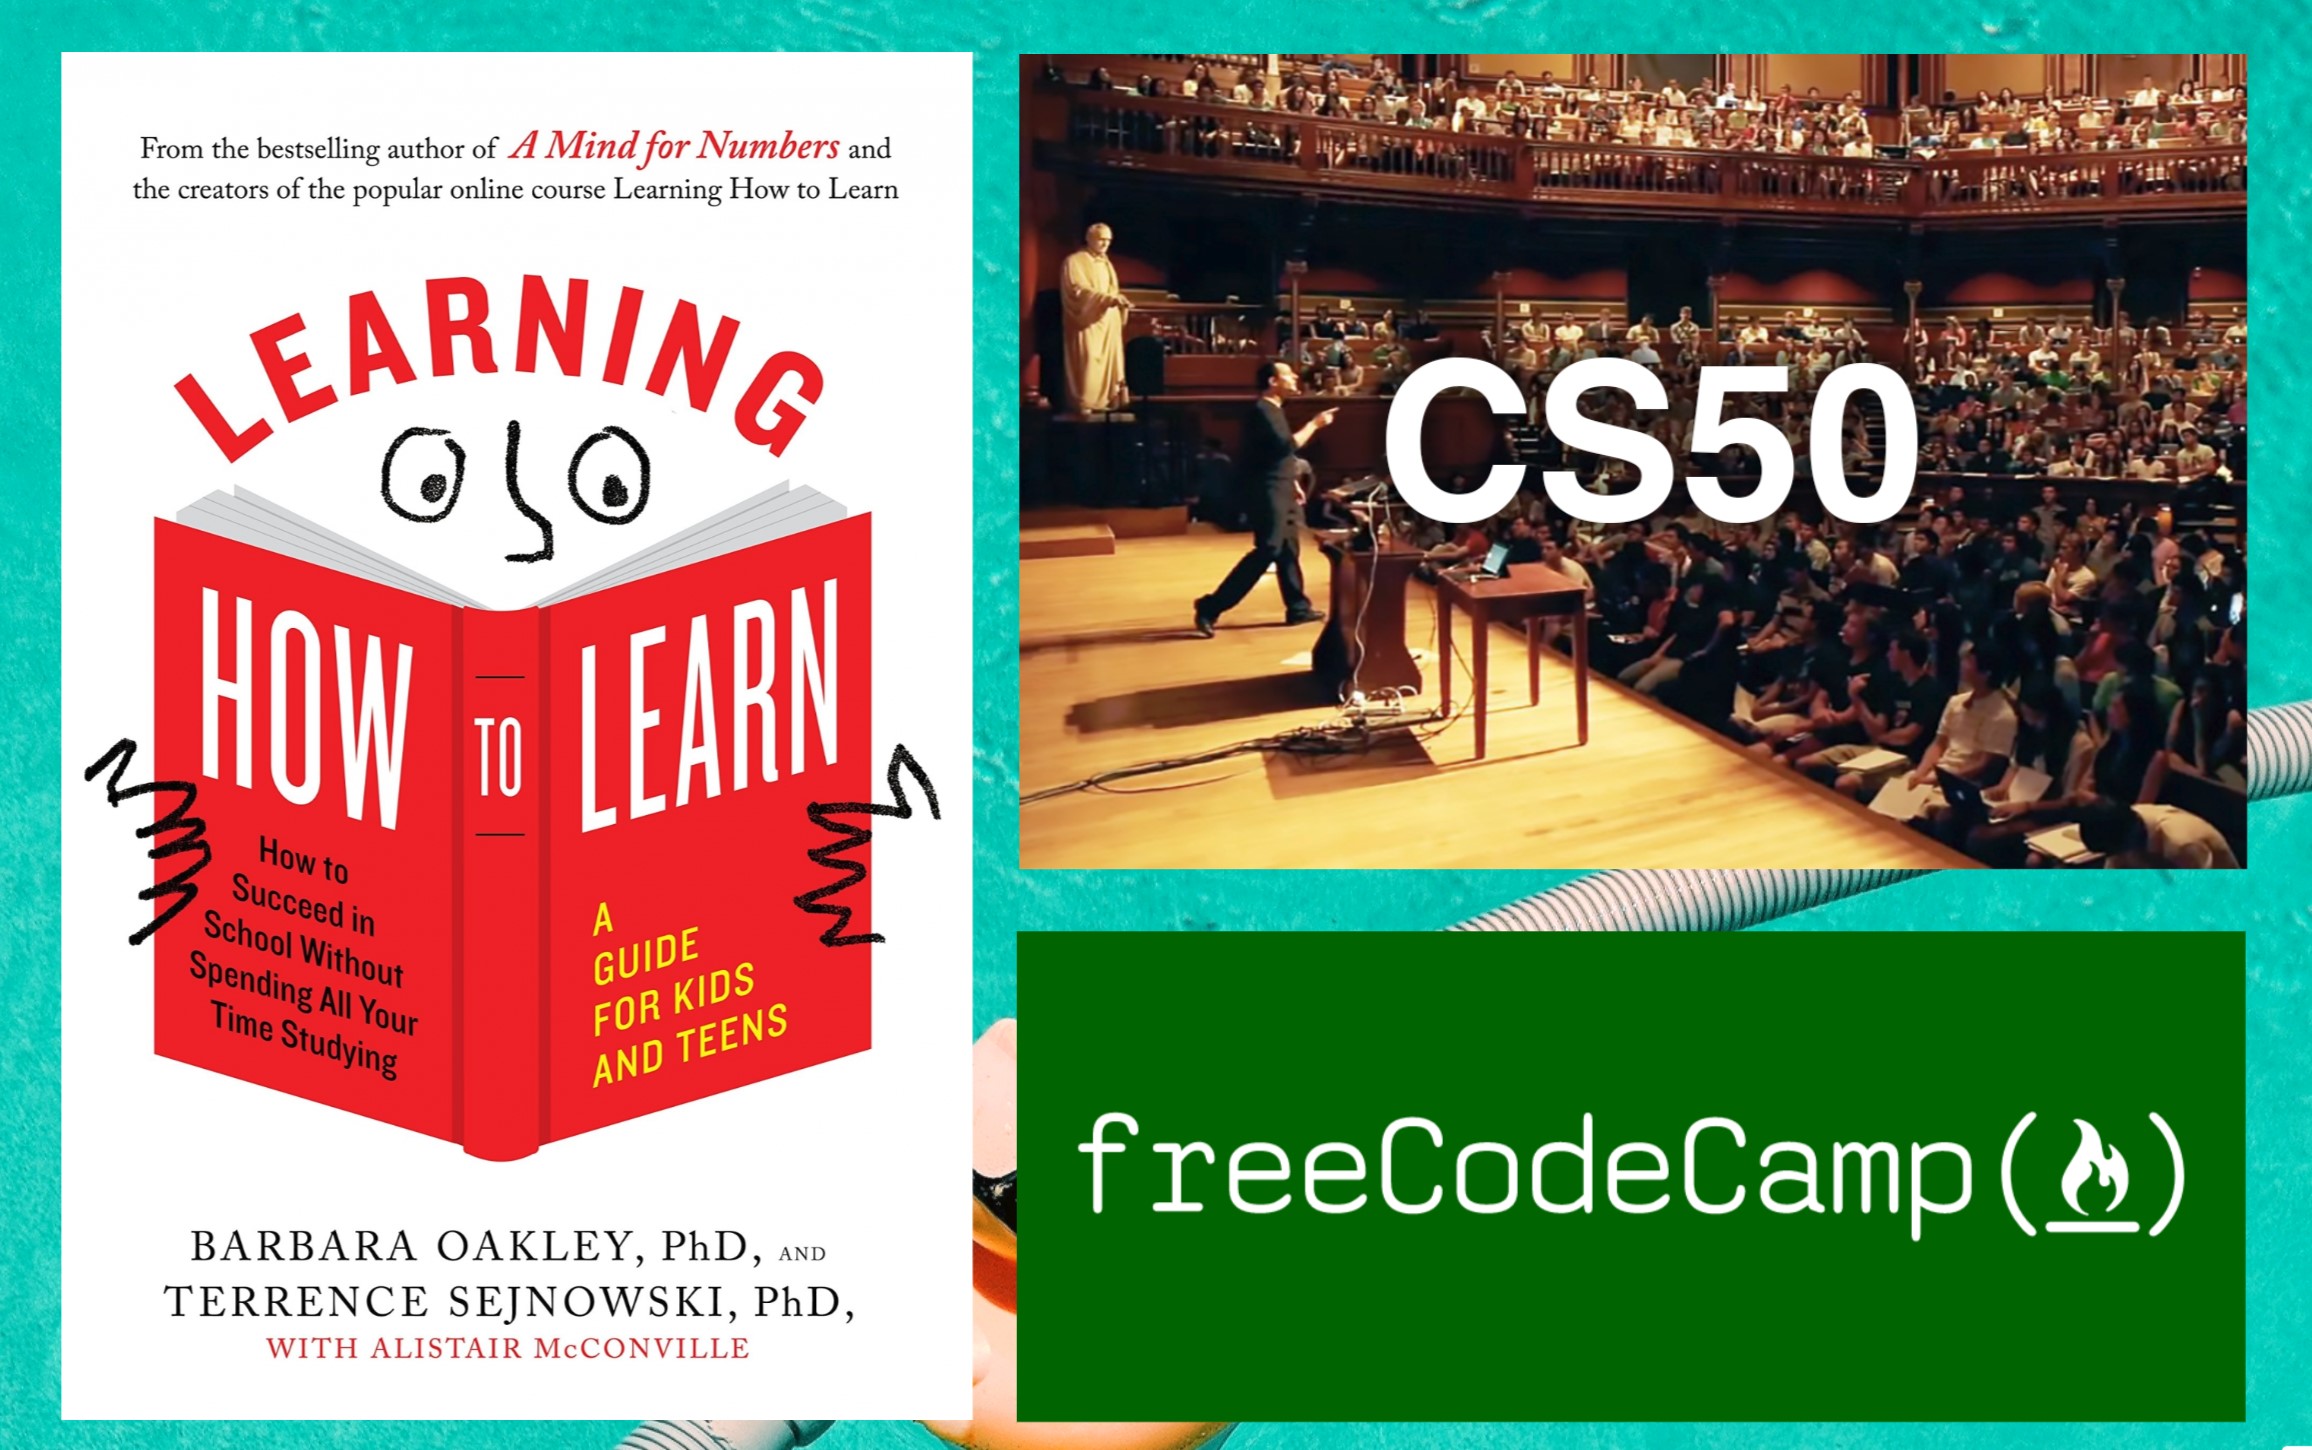 From the bestselling author of A Mind for Numbers and
the creators of the popular online course Learning How to Learn
LEARNING
HOW
TO
LEARN
How to
Succeed in
School Without
Spending All Your
Time Studying
A
GUIDE
FOR KIDS
AND TEENS
BARBARA OAKLEY, PhD, AND
TERRENCE SEJNOWSKI, PhD,
WITH ALISTAIR McCONVILLE
CS50
freeCodeCamp